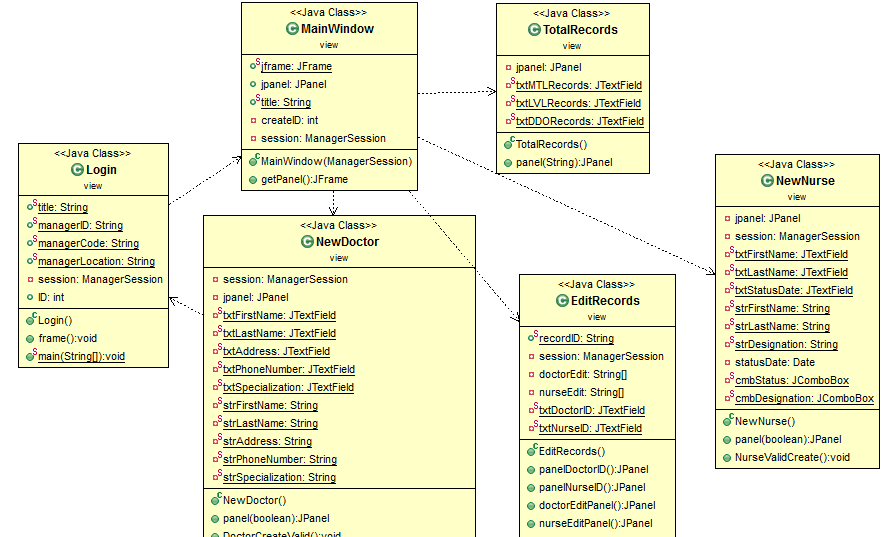 <<Java Class>>
MainWindow
view
jframe: JFrame
jpanel: JPanel
title: String
createID: int
session: ManagerSession
MainWindow(ManagerSession)
getPanel():JFrame
<<Java Class>>
TotalRecords
view
jpanel: JPanel
txtMTLRecords: JTextField
txtLVLRecords: JTextField
txtDDORecords: JTextField
TotalRecords()
panel(String):JPanel
<<Java Class>>
Login
view
title: String
managerID: String
managerCode: String
managerLocation: String
session: ManagerSession
ID: int
Login()
frame():void
main(String[]):void
<<Java Class>>
NewNurse
view
jpanel: JPanel
session: ManagerSession
txtFirstName: JTextField
txtLastName: JTextField
txtStatusDate: JTextField
strFirstName: String
strLastName: String
strDesignation: String
statusDate: Date
cmbStatus: JComboBox
cmbDesignation: JComboBox
NewNurse()
panel(boolean):JPanel
NurseValidCreate():void
<<Java Class>>
NewDoctor
view
session: ManagerSession
jpanel: JPanel
txtFirstName: JTextField
txtLastName: JTextField
txtAddress: JTextField
txtPhoneNumber: JTextField
txtSpecialization: JTextField
strFirstName: String
strLastName: String
strAddress: String
strPhoneNumber: String
strSpecialization: String
NewDoctor()
panel(boolean):JPanel
DoctorCreateValid():void
<<Java Class>>
EditRecords
view
recordID: String
session: ManagerSession
doctorEdit: String[]
nurseEdit: String[]
txtDoctorID: JTextField
txtNurseID: JTextField
EditRecords()
panelDoctorID():JPanel
panelNurseID():JPanel
doctorEditPanel():JPanel
nurseEditPanel():JPanel